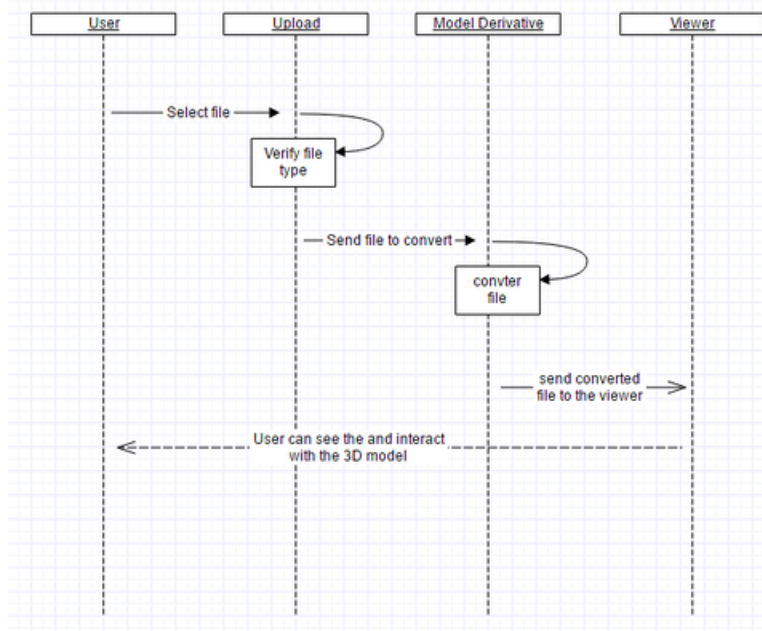 User
Upload
Model Derivative
Viewer
Select file
Verify file
type
Send file to convert
convter
file
send converted
file to the viewer
User can see the and interact
with the 3D model